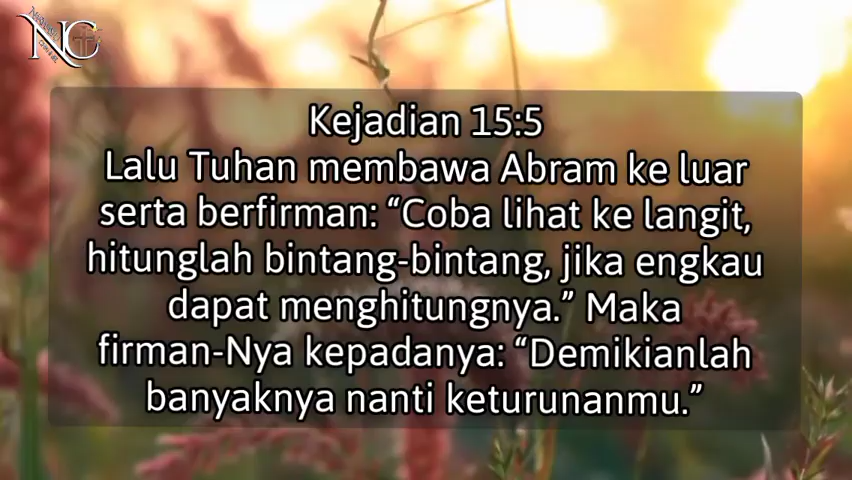 NC
Kejadian 15:5
Lalu Tuhan membawa Abram ke luar
serta berfirman: “Coba lihat ke langit,
hitunglah bintang-bintang, jika engkau
dapat menghitungnya.” Maka
firman-Nya kepadanya: “Demikianlah
banyaknya nanti keturunanmu.”